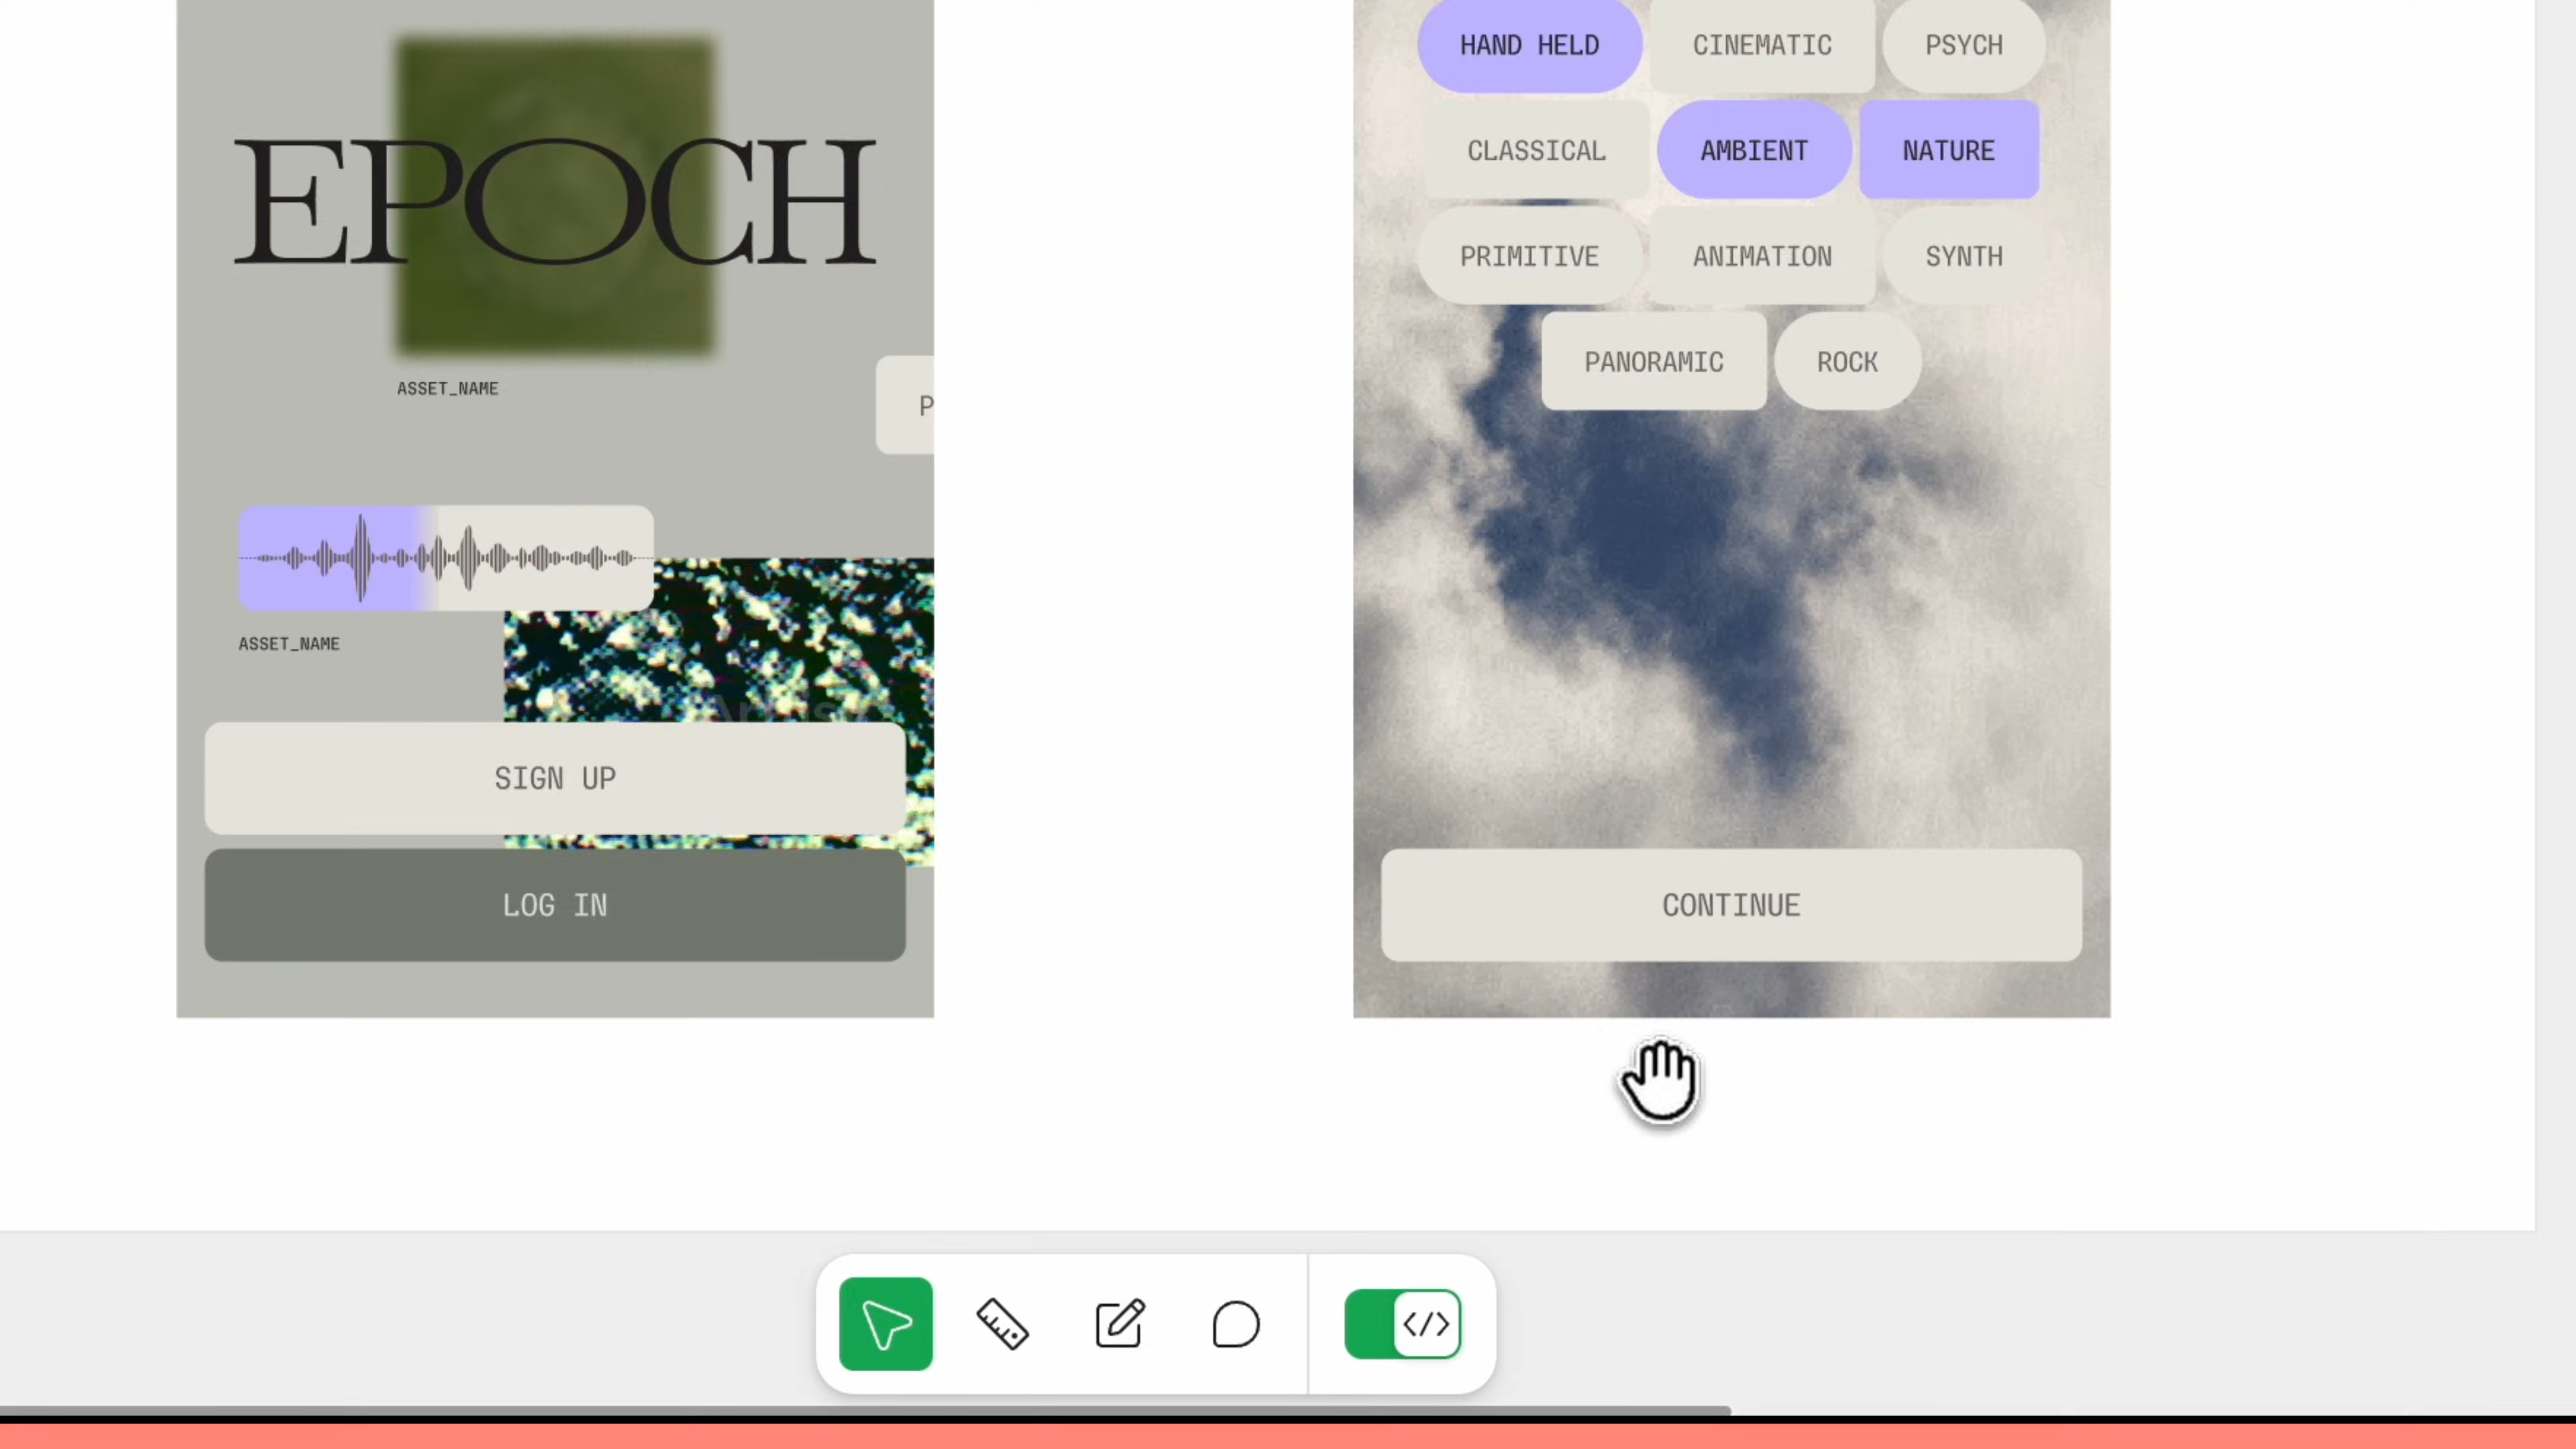 EPOCH
ASSET_NAME
P
ASSET_NAME
SIGN UP
LOG IN
HAND HELD
CINEMATIC
PSYCH
CLASSICAL
AMBIENT
NATURE
PRIMITIVE
ANIMATION
SYNTH
PANORAMIC
ROCK
CONTINUE